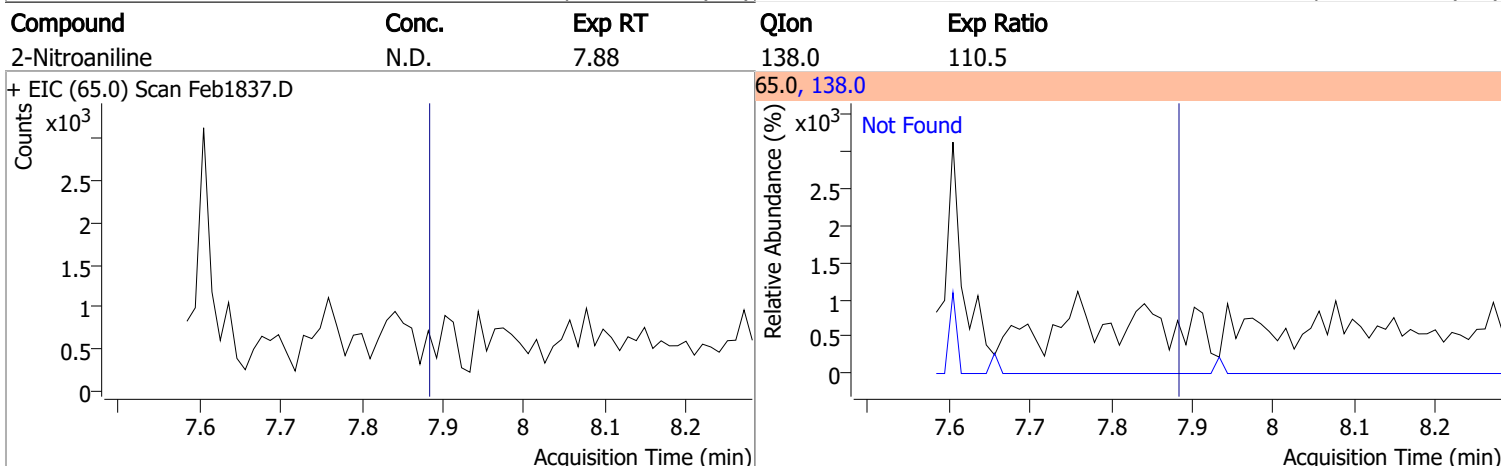 Compound Conc. Exp RT QIon Exp Ratio
2-Nitroaniline N.D. 7.88 138.0 110.5
+ EIC (65.0) Scan Feb1837.D
Counts
x10³
2.5
2
1.5
1
0.5
0
7.6 7.7 7.8 7.9 8 8.1 8.2
Acquisition Time (min)
65.0, 138.0
Relative Abundance (%)
x10³
Not Found
2.5
2
1.5
1
0.5
0
7.6 7.7 7.8 7.9 8 8.1 8.2
Acquisition Time (min)